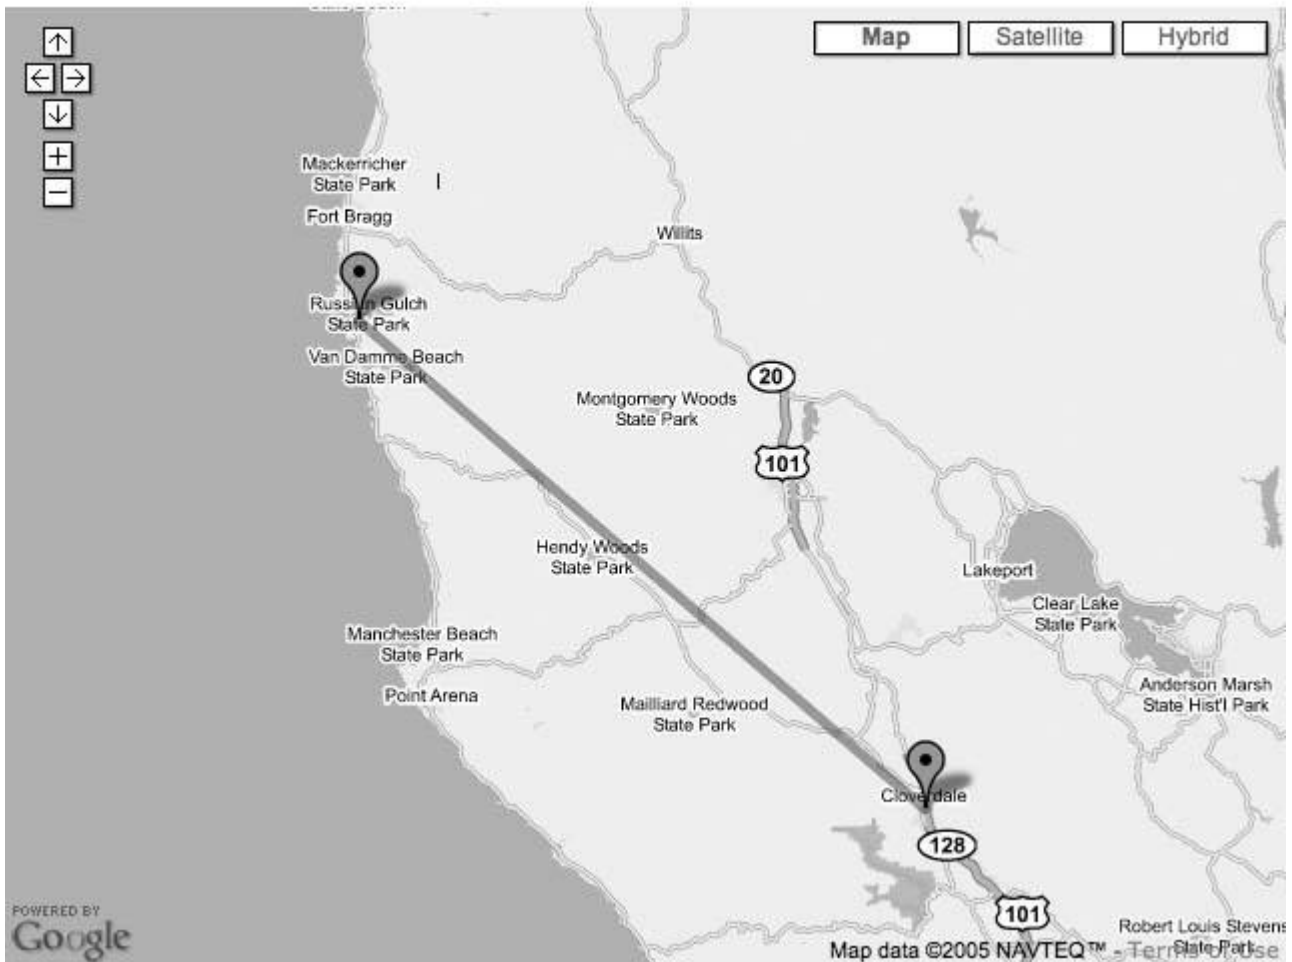 State Beach
Map
Satellite
Hybrid
Mackerricher
State Park
Fort Bragg
Willits
Russian Gulch
State Park
Van Damme Beach
State Park
20
Montgomery Woods
State Park
101
Hendy Woods
State Park
Lakeport
Clear Lake
State Park
Manchester Beach
State Park
Point Arena
Anderson Marsh
State Hist'l Park
Mailliard Redwood
State Park
Cloverdale
128
101
POWERED BY
Google
Robert Louis Stevens
State Park
Map data ©2005 NAVTEQ™ - Terms of Use